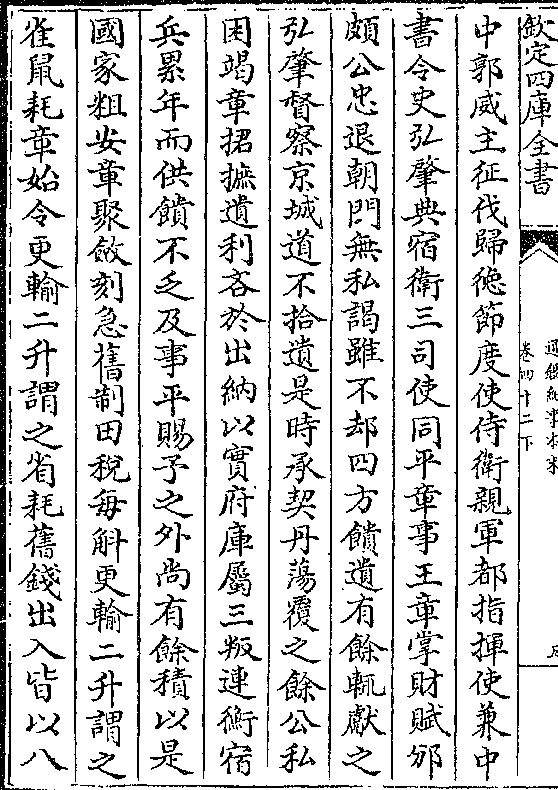 欽定四庫全書
通鑑紀事本末
卷四十二下
中郭威主征伐歸德節度使侍衛親軍都指揮使兼中
書令史弘肇典宿衛三司使同平章事王章掌財賦邠
頗公忠退朝門無私謁雖不却四方饋遺有餘輒獻之
弘肇督察京城道不拾遺是時承契丹蕩覆之餘公私
困竭章捃摭遺利吝於出納以實府庫屬三叛連衡宿
兵累年而供饋不乏及事平賜予之外尚有餘積以是
國家粗安章聚斂刻急舊制田稅每斛更輸二升謂之
雀鼠耗章始令更輸二升謂之省耗舊錢出入皆以八